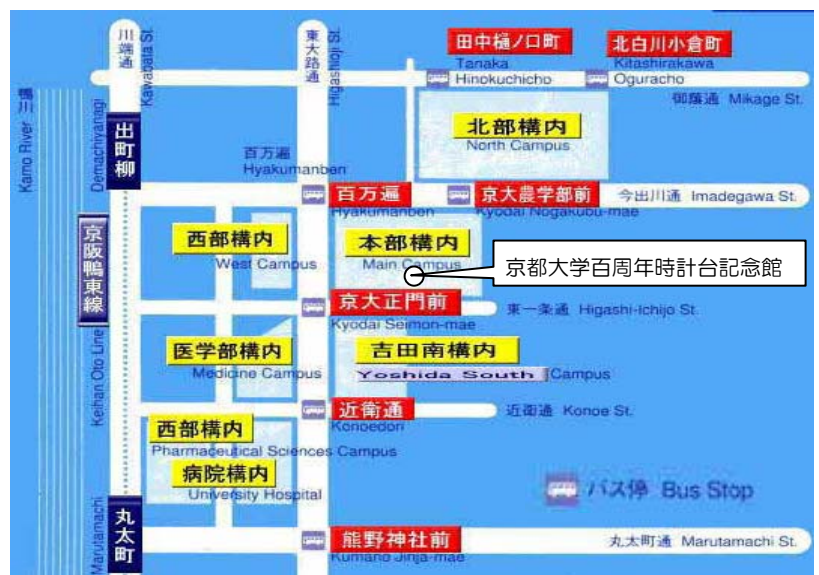 川端通
Kawabata St.
東大路通
Higashioji St.
田中樋ノ口町
Tanaka
Hinokuchicho
北白川小倉町
Kitashirakawa
Oguracho
御蔭通 Mikage St.
鴨川
Kamo River
出町柳
Demachiyanagi
北部構内
North Campus
百万遍
Hyakumanben
百万遍
Hyakumanben
京大農学部前
Kyodai Nogakubu-mae
今出川通 Imadegawa St.
京阪鴨東線
Keihan Oto Line
西部構内
West Campus
本部構内
Main Campus
京都大学百周年時計台記念館
京大正門前
Kyodai Seimon-mae
東一条通 Higashi-Ichijo St.
医学部構内
Medicine Campus
吉田南構内
Yoshida South Campus
近衛通
Konoedori
近衛通 Konoe St.
西部構内
Pharmaceutical Sciences Campus
病院構内
University Hospital
バス停 Bus Stop
丸太町
Marutamachi
熊野神社前
Kumano Jinja-mae
丸太町通 Marutamachi St.